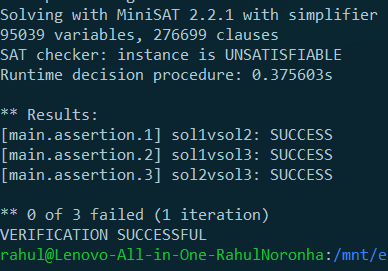 Solving with MiniSAT 2.2.1 with simplifier
95039 variables, 276699 clauses
SAT checker: instance is UNSATISFIABLE
Runtime decision procedure: 0.375603s
** Results:
[main.assertion.1] sol1vsol2: SUCCESS
[main.assertion.2] sol1vsol3: SUCCESS
[main.assertion.3] sol2vsol3: SUCCESS
** 0 of 3 failed (1 iteration)
VERIFICATION SUCCESSFUL
rahul@Lenovo-All-in-One-RahulNoronha:/mnt/e